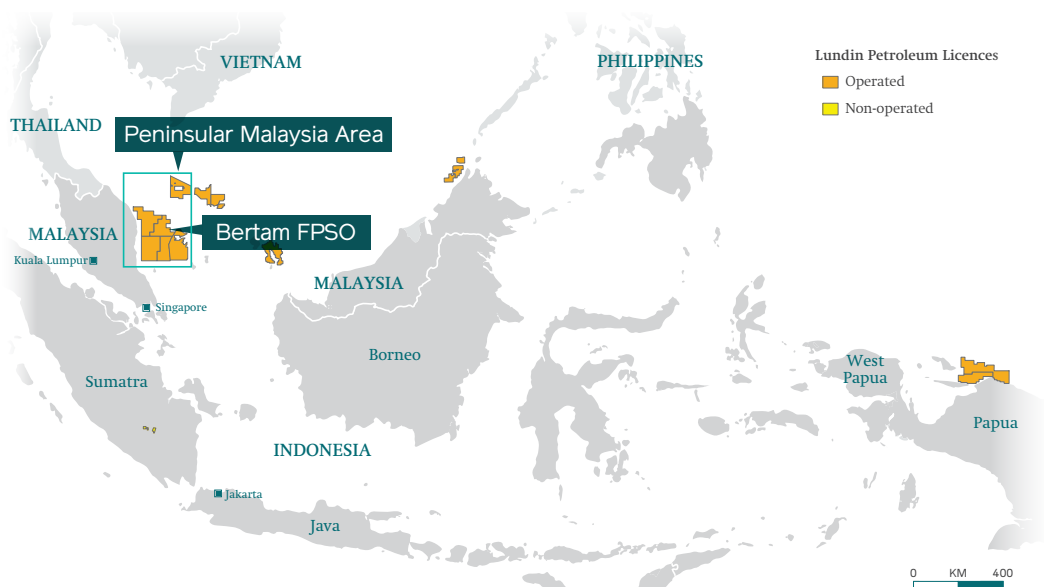 VIETNAM
PHILIPPINES
Lundin Petroleum Licences
Operated
Non-operated
THAILAND
Peninsular Malaysia Area
Bertam FPSO
MALAYSIA
Kuala Lumpur
MALAYSIA
Singapore
Borneo
Sumatra
West
Papua
Papua
INDONESIA
Jakarta
Java
0 KM 400